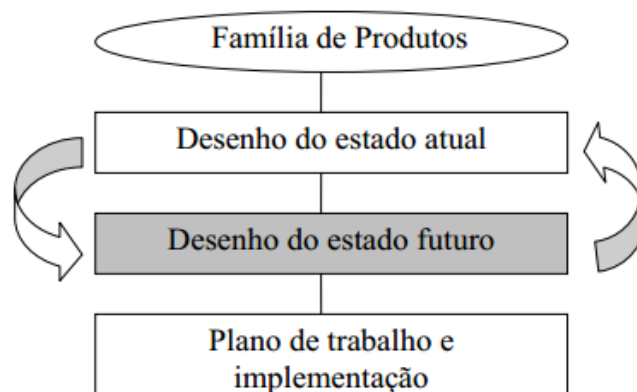 Família de Produtos
Desenho do estado atual
Desenho do estado futuro
Plano de trabalho e
implementação